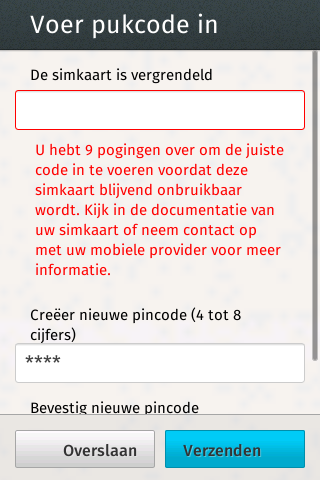 Voer pukcode in
De simkaart is vergrendeld
U hebt 9 pogingen over om de juiste
code in te voeren voordat deze
simkaart blijvend onbruikbaar
wordt. Kijk in de documentatie van
uw simkaart of neem contact op
met uw mobiele provider voor meer
informatie.
Creëer nieuwe pincode (4 tot 8
cijfers)
****
Bevestig nieuwe pincode
Overslaan
Verzenden